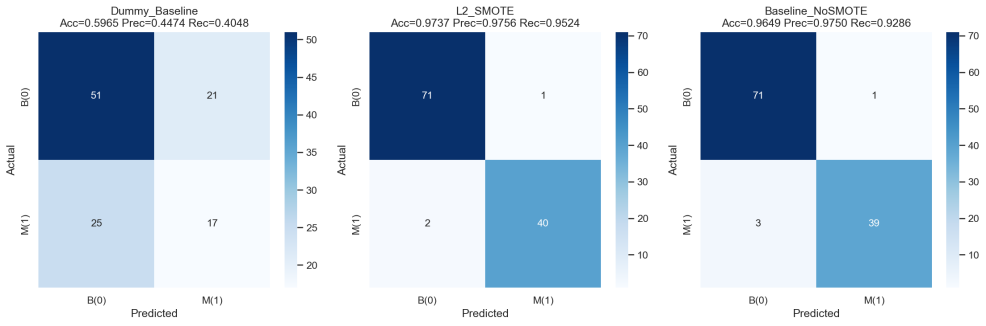 Dummy_Baseline
Acc=0.5965 Prec=0.4474 Rec=0.4048
B(0)
M(1)
Actual
51
21
25
17
B(0)
M(1)
Predicted
50
45
40
35
30
25
20
L2_SMOTE
Acc=0.9737 Prec=0.9756 Rec=0.9524
B(0)
M(1)
Actual
71
1
2
40
B(0)
M(1)
Predicted
70
60
50
40
30
20
10
Baseline_NoSMOTE
Acc=0.9649 Prec=0.9750 Rec=0.9286
B(0)
M(1)
Actual
71
1
3
39
B(0)
M(1)
Predicted
70
60
50
40
30
20
10